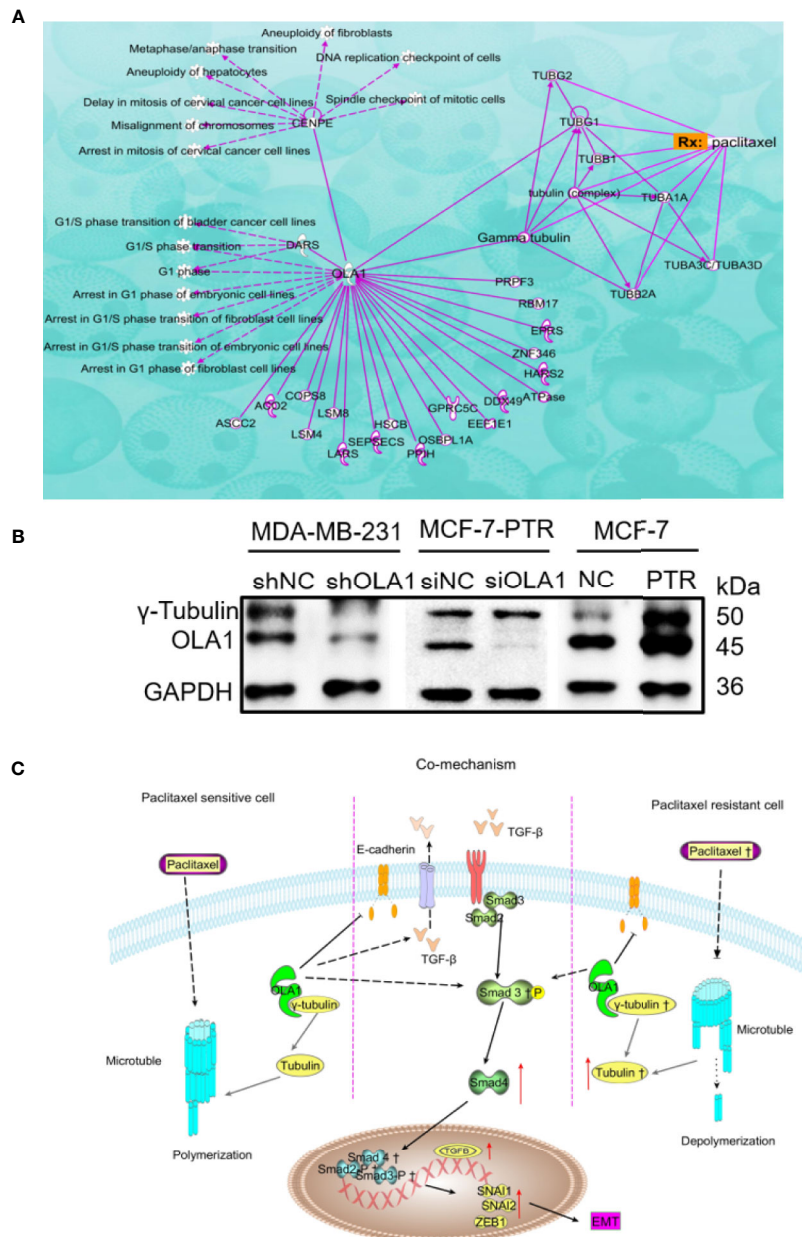 A
Aneuploidy of fibroblasts
Metaphase/anaphase transition
DNA replication checkpoint of cells
Aneuploidy of hepatocytes
Delay in mitosis of cervical cancer cell lines
Spindle checkpoint of mitotic cells
CENPE
Misalignment of chromosomes
Arrest in mitosis of cervical cancer cell lines
TUBG2
TUBG1
Rx: paclitaxel
TUBB1
tubulin (complex)
TUBA1A
Gamma tubulin
TUBA3C/TUBA3D
TUBB2A
G1/S phase transition of bladder cancer cell lines
G1/S phase transition
DARS
G1 phase
OLA1
Arrest in G1 phase of embryonic cell lines
Arrest in G1/S phase transition of fibroblast cell lines
Arrest in G1/S phase transition of embryonic cell lines
Arrest in G1 phase of fibroblast cell lines
PRPF3
RBM17
EPRS
ZNF346
HARS2
ATPase
DDX49
EEF1E1
GPRC5C
OSBPL1A
PPIH
HSCB
SEPSECS
LARS
LSM8
LSM4
COPS8
AGO2
ASCC2
B
MDA-MB-231 MCF-7-PTR MCF-7
shNC shOLA1 siNC siOLA1 NC PTR kDa
γ-Tubulin 50
OLA1 45
GAPDH 36
C
Co-mechanism
Paclitaxel sensitive cell
Paclitaxel resistant cell
TGF-β
Paclitaxel
E-cadherin
Paclitaxel †
Smad3
Smad2
TGF-β
OLA1
γ-tubulin
Smad 3 † P
OLA1
γ-tubulin †
Microtuble
Tubulin
Microtuble
Tubulin †
Smad4
Polymerization
Depolymerization
TGFB
Smad 4 †
Smad2-P †
Smad3-P †
SNAI1
SNAI2
ZEB1
EMT